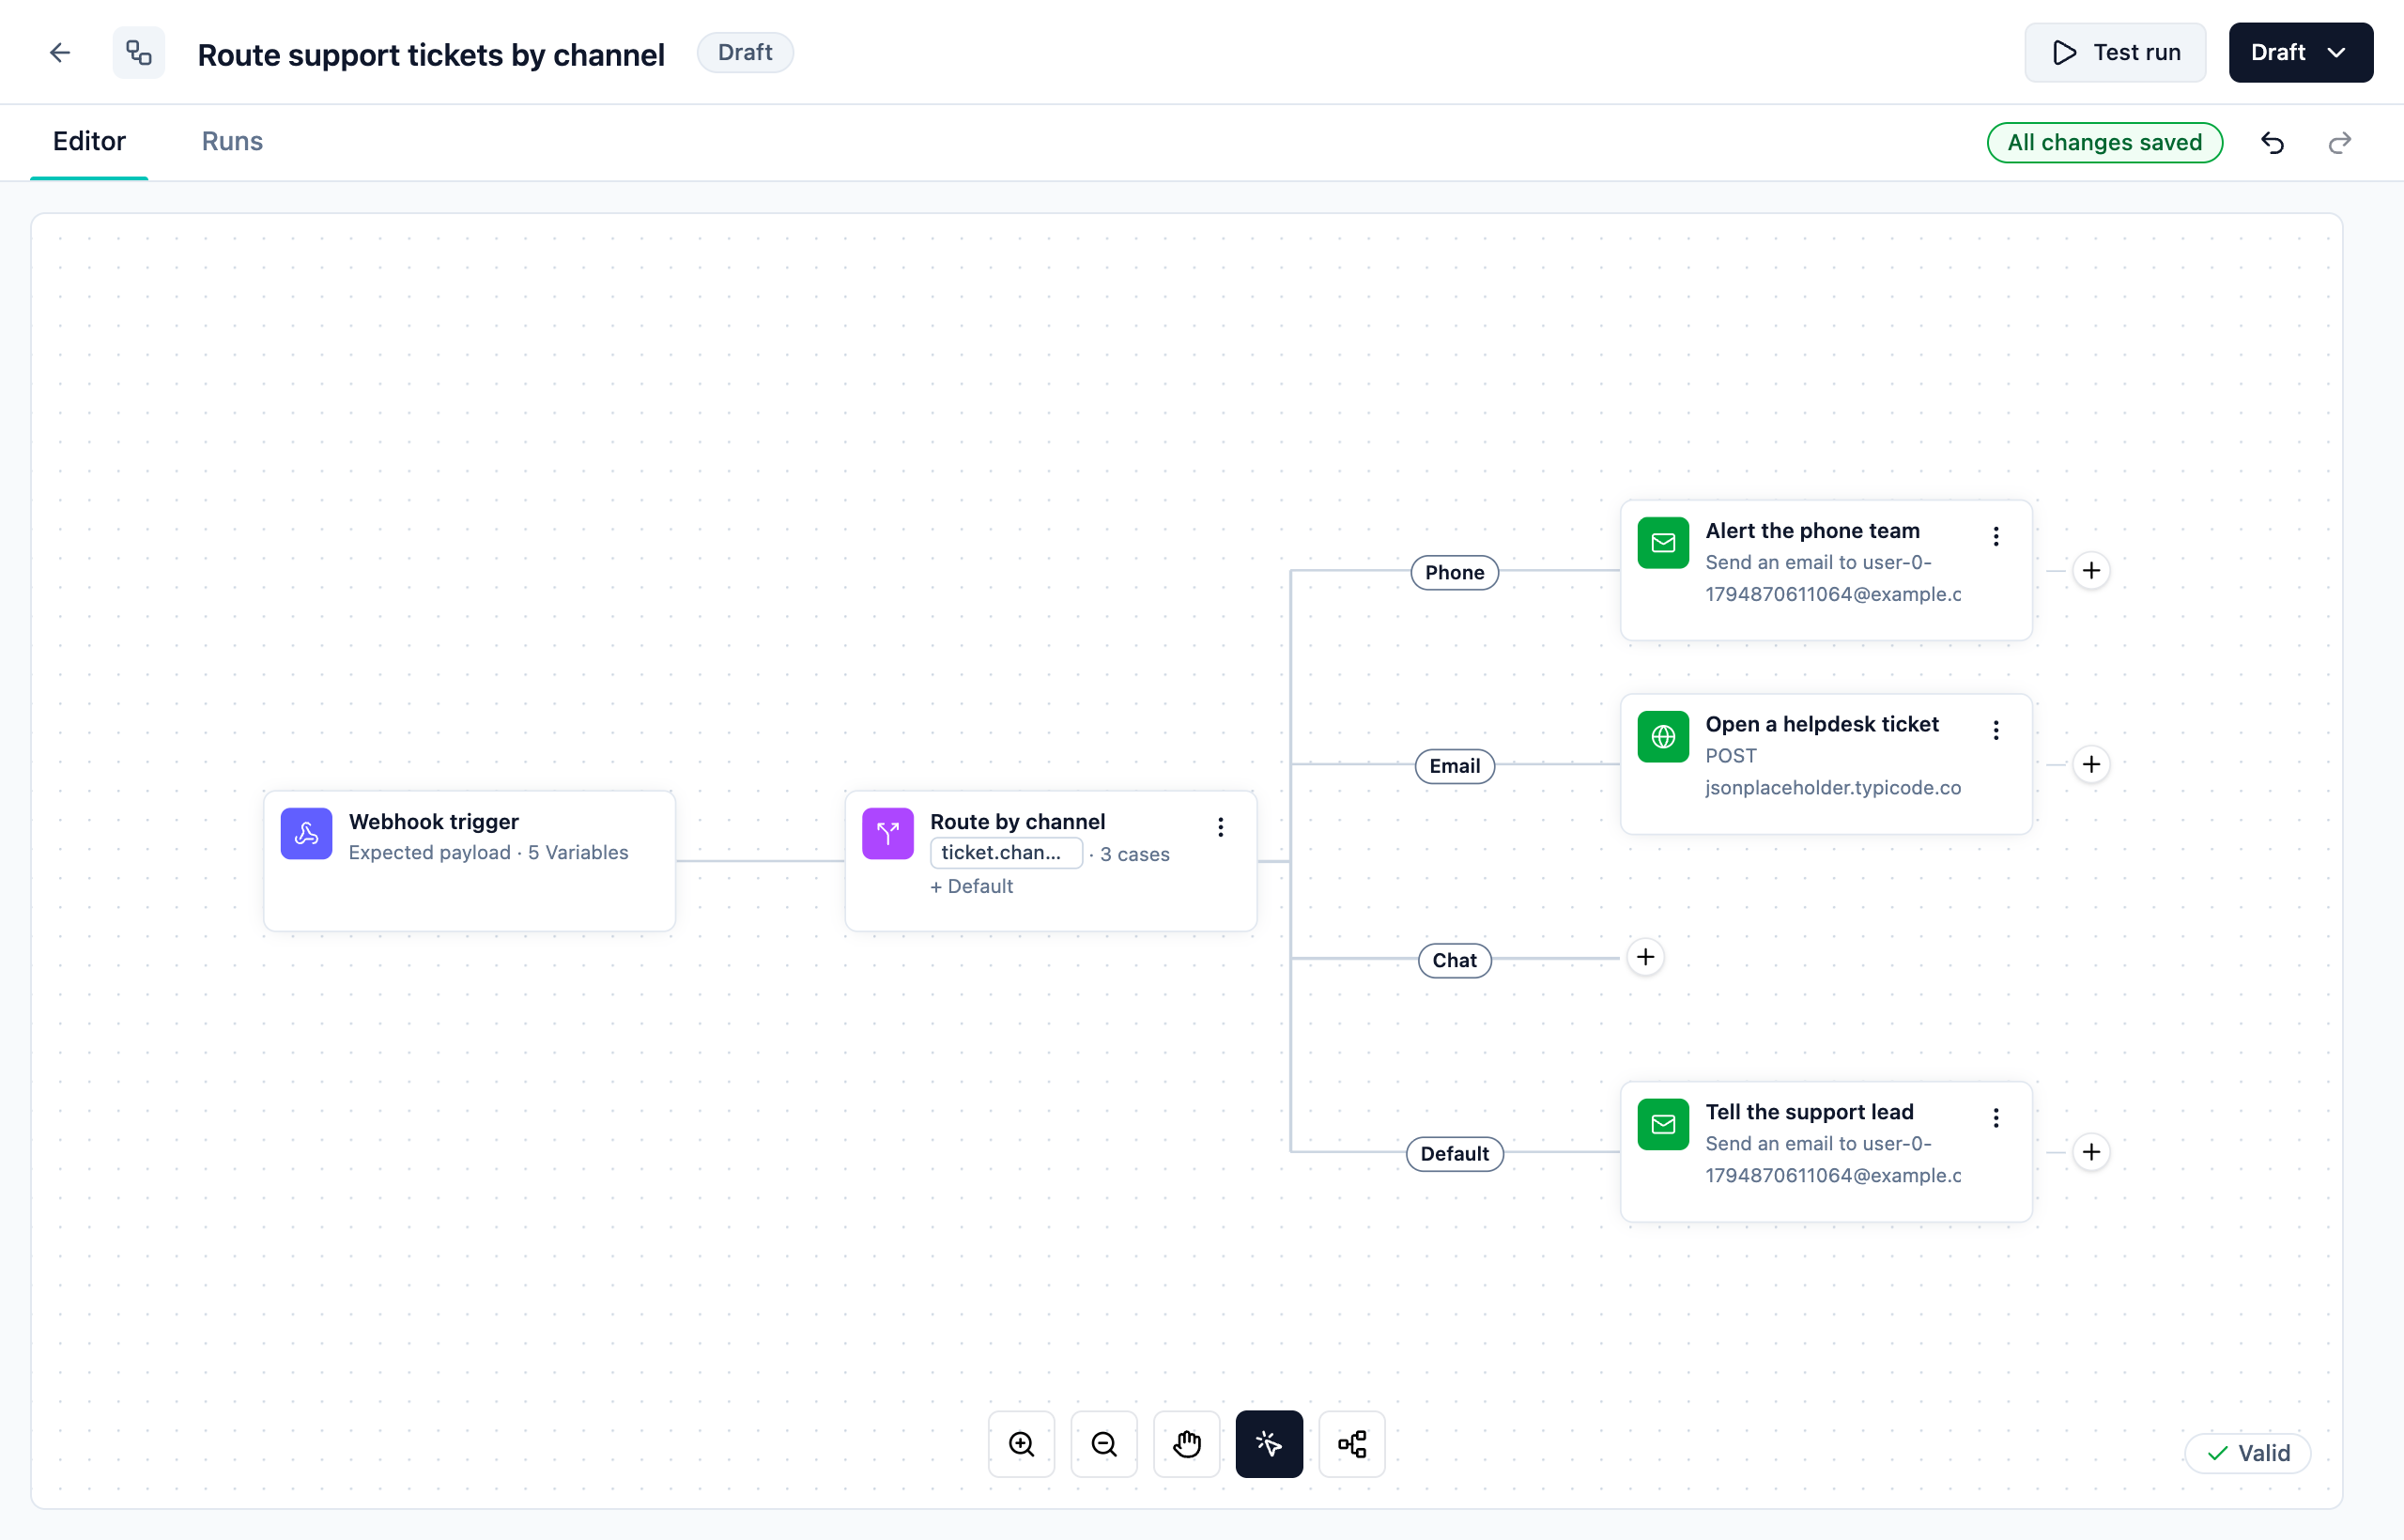 Route support tickets by channel
Draft
Test run
Draft
Editor
Runs
All changes saved
Alert the phone team
Send an email to user-0-
1794870611064@example.c
Phone
Open a helpdesk ticket
POST
jsonplaceholder.typicode.co
Email
Webhook trigger
Expected payload · 5 Variables
Route by channel
ticket.chan... · 3 cases
+ Default
Chat
Tell the support lead
Send an email to user-0-
1794870611064@example.c
Default
Valid